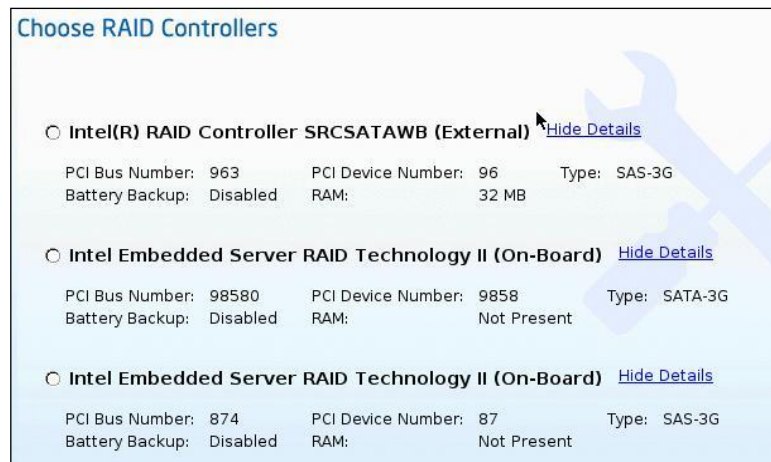 Choose RAID Controllers
Intel(R) RAID Controller SRCSATAWB (External) Hide Details
PCI Bus Number: 963 PCI Device Number: 96 Type: SAS-3G
Battery Backup: Disabled RAM: 32 MB
Intel Embedded Server RAID Technology II (On-Board) Hide Details
PCI Bus Number: 98580 PCI Device Number: 9858 Type: SATA-3G
Battery Backup: Disabled RAM: Not Present
Intel Embedded Server RAID Technology II (On-Board) Hide Details
PCI Bus Number: 874 PCI Device Number: 87 Type: SAS-3G
Battery Backup: Disabled RAM: Not Present